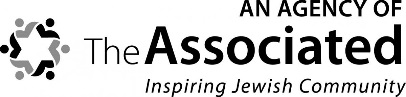 AN AGENCY OF
The Associated
Inspiring Jewish Community